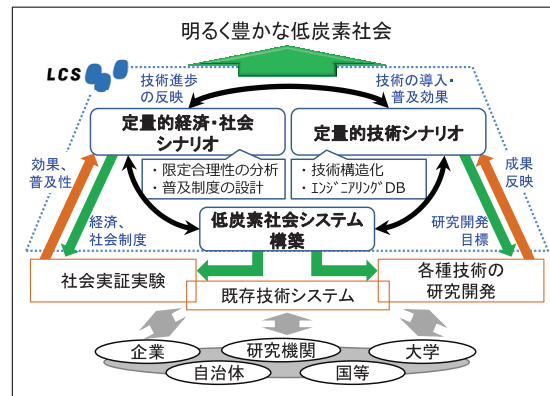 明るく豊かな低炭素社会
LCS
技術進歩
の反映
技術の導入・
普及効果
定量的経済・社会
シナリオ
定量的技術シナリオ
効果、
普及性
・限定合理性の分析
・普及制度の設計
・技術構造化
・ｴﾝｼﾞﾆｱﾘﾝｸﾞDB
成果
反映
経済、
社会制度
低炭素社会システム
構築
研究開発
目標
社会実証実験
既存技術システム
各種技術の
研究開発
企業
研究機関
大学
自治体
国等